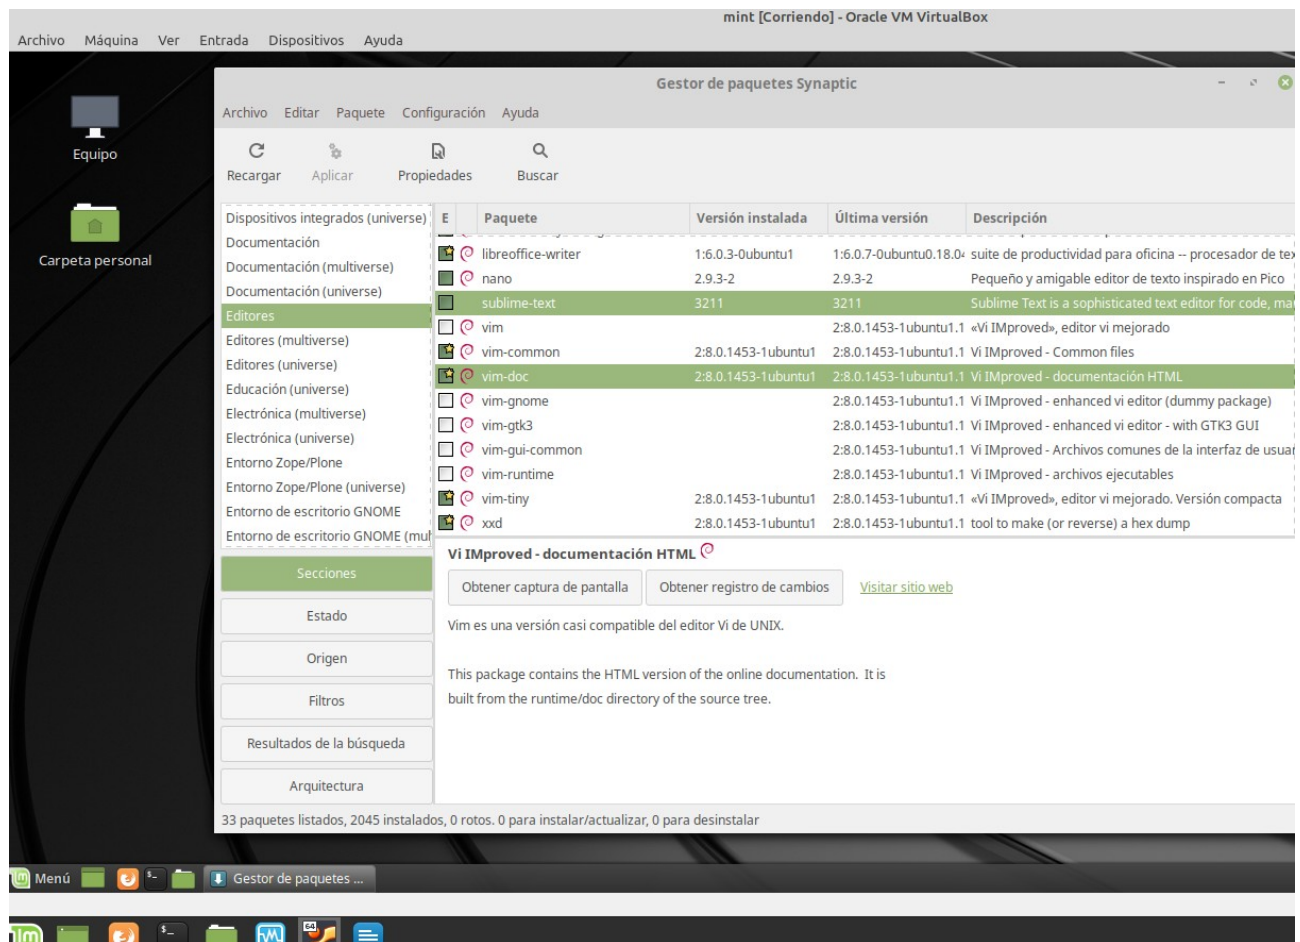 mint [Corriendo] - Oracle VM VirtualBox
Archivo Máquina Ver Entrada Dispositivos Ayuda
Gestor de paquetes Synaptic
Archivo Editar Paquete Configuración Ayuda
Equipo
Recargar Aplicar Propiedades Buscar
Carpeta personal
Dispositivos integrados (universe)
Documentación
Documentación (multiverse)
Documentación (universe)
Editores
Editores (multiverse)
Editores (universe)
Educación (universe)
Electrónica (multiverse)
Electrónica (universe)
Entorno Zope/Plone
Entorno Zope/Plone (universe)
Entorno de escritorio GNOME
Entorno de escritorio GNOME (mul
Secciones
Estado
Origen
Filtros
Resultados de la búsqueda
Arquitectura
E Paquete Versión instalada Última versión Descripción
libreoffice-writer 1:6.0.3-0ubuntu1 1:6.0.7-0ubuntu0.18.04 suite de productividad para oficina -- procesador de tex
nano 2.9.3-2 2.9.3-2 Pequeño y amigable editor de texto inspirado en Pico
sublime-text 3211 3211 Sublime Text is a sophisticated text editor for code, ma
vim 2:8.0.1453-1ubuntu1.1 «Vi IMproved», editor vi mejorado
vim-common 2:8.0.1453-1ubuntu1 2:8.0.1453-1ubuntu1.1 Vi IMproved - Common files
vim-doc 2:8.0.1453-1ubuntu1 2:8.0.1453-1ubuntu1.1 Vi IMproved - documentación HTML
vim-gnome 2:8.0.1453-1ubuntu1.1 Vi IMproved - enhanced vi editor (dummy package)
vim-gtk3 2:8.0.1453-1ubuntu1.1 Vi IMproved - enhanced vi editor - with GTK3 GUI
vim-gui-common 2:8.0.1453-1ubuntu1.1 Vi IMproved - Archivos comunes de la interfaz de usuar
vim-runtime 2:8.0.1453-1ubuntu1.1 Vi IMproved - archivos ejecutables
vim-tiny 2:8.0.1453-1ubuntu1 2:8.0.1453-1ubuntu1.1 «Vi IMproved», editor vi mejorado. Versión compacta
xxd 2:8.0.1453-1ubuntu1 2:8.0.1453-1ubuntu1.1 tool to make (or reverse) a hex dump
Vi IMproved - documentación HTML
Obtener captura de pantalla Obtener registro de cambios Visitar sitio web
Vim es una versión casi compatible del editor Vi de UNIX.
This package contains the HTML version of the online documentation. It is
built from the runtime/doc directory of the source tree.
33 paquetes listados, 2045 instalados, 0 rotos. 0 para instalar/actualizar, 0 para desinstalar
Menú $_ Gestor de paquetes ...
$_ 64